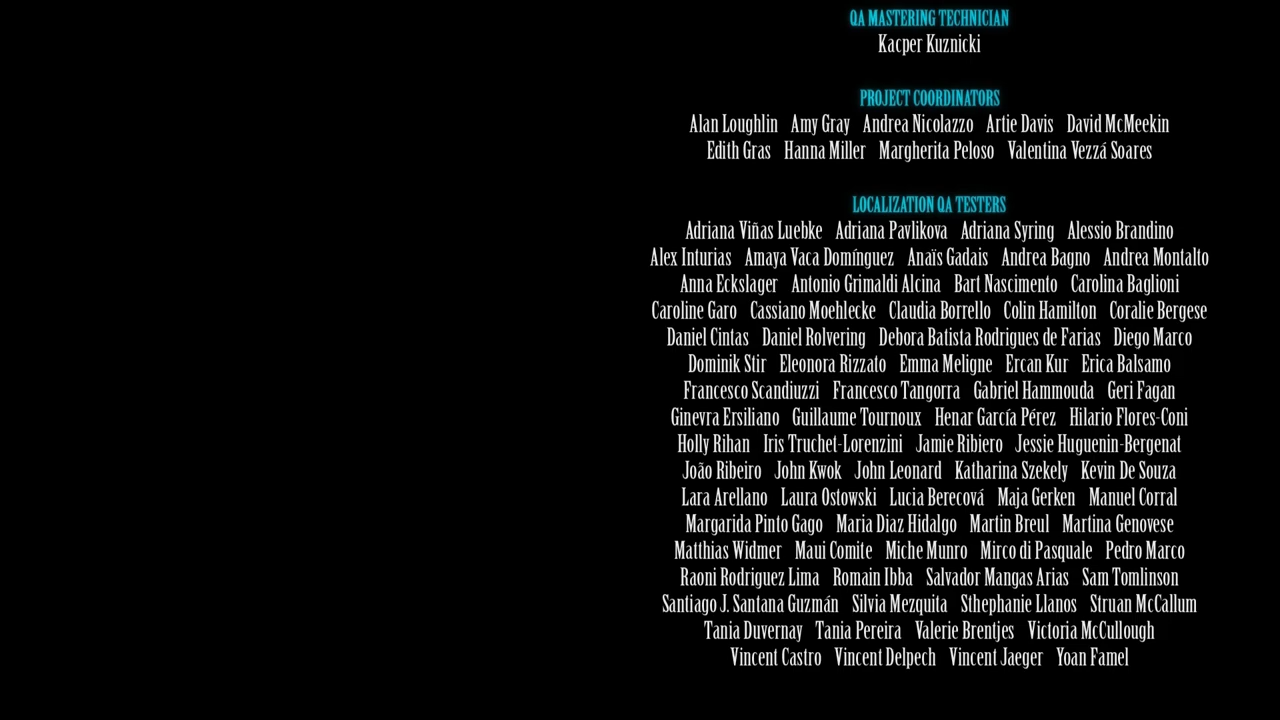 QA MASTERING TECHNICIAN
Kacper Kuznicki
PROJECT COORDINATORS
Alan Loughlin Amy Gray Andrea Nicolazzo Artie Davis David McMeekin
Edith Gras Hanna Miller Margherita Peloso Valentina Vezzá Soares
LOCALIZATION QA TESTERS
Adriana Viñas Luebke Adriana Pavlikova Adriana Syring Alessio Brandino
Alex Inturias Amaya Vaca Domínguez Anaïs Gadais Andrea Bagno Andrea Montalto
Anna Eckslager Antonio Grimaldi Alcina Bart Nascimento Carolina Baglioni
Caroline Garo Cassiano Moehlecke Claudia Borrello Colin Hamilton Coralie Bergese
Daniel Cintas Daniel Rolvering Debora Batista Rodrigues de Farias Diego Marco
Dominik Stir Eleonora Rizzato Emma Meligne Ercan Kur Erica Balsamo
Francesco Scandiuzzi Francesco Tangorra Gabriel Hammouda Geri Fagan
Ginevra Ersiliano Guillaume Tournoux Henar García Pérez Hilario Flores-Coni
Holly Rihan Iris Truchet-Lorenzini Jamie Ribiero Jessie Huguenin-Bergenat
João Ribeiro John Kwok John Leonard Katharina Szekely Kevin De Souza
Lara Arellano Laura Ostowski Lucia Berecová Maja Gerken Manuel Corral
Margarida Pinto Gago Maria Diaz Hidalgo Martin Breul Martina Genovese
Matthias Widmer Maui Comite Miche Munro Mirco di Pasquale Pedro Marco
Raoni Rodriguez Lima Romain Ibba Salvador Mangas Arias Sam Tomlinson
Santiago J. Santana Guzmán Silvia Mezquita Sthephanie Llanos Struan McCallum
Tania Duvernay Tania Pereira Valerie Brentjes Victoria McCullough
Vincent Castro Vincent Delpech Vincent Jaeger Yoan Famel